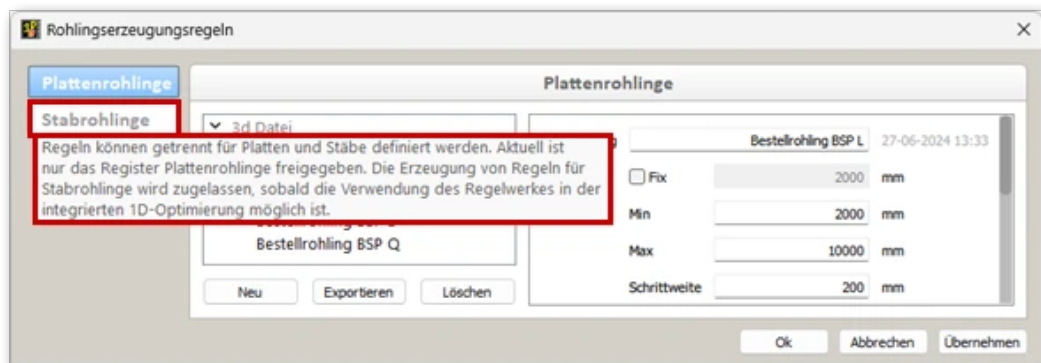 Rohlingserzeugungsregeln
Plattenrohlinge
Plattenrohlinge
Stabrohlinge
3d Datei
Regeln können getrennt für Platten und Stäbe definiert werden. Aktuell ist
nur das Register Plattenrohlinge freigegeben. Die Erzeugung von Regeln für
Stabrohlinge wird zugelassen, sobald die Verwendung des Regelwerkes in der
integrierten 1D-Optimierung möglich ist.
Bestellrohling BSP Q
Neu
Exportieren
Löschen
Bestellrohling BSP L 27-06-2024 13:33
Fix 2000 mm
Min 2000 mm
Max 10000 mm
Schrittweite 200 mm
Ok
Abbrechen
Übernehmen